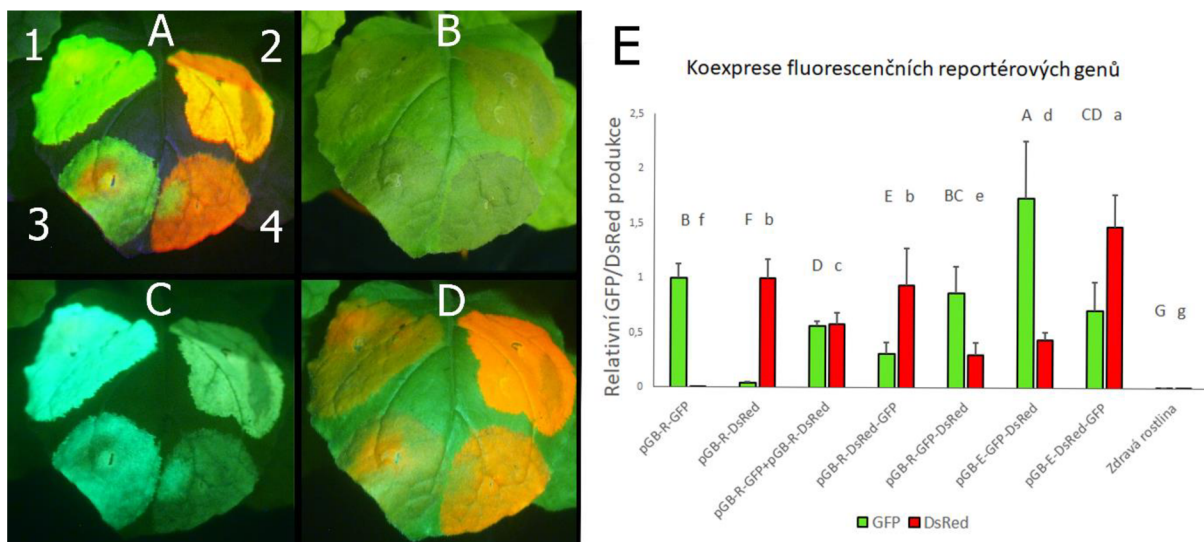 A
1
2
3
4
B
C
D
E
Koexprese fluorescenčních reportérových genů
Relativní GFP/DsRed produkce
2,5
2
1,5
1
0,5
0
B f
F b
D c
E b
BC e
A d
CD a
G g
pGB-R-GFP
pGB-R-DsRed
pGB-R-GFP+pGB-R-DsRed
pGB-R-DsRed-GFP
pGB-R-GFP-DsRed
pGB-E-GFP-DsRed
pGB-E-DsRed-GFP
Zdravá rostlina
GFP DsRed